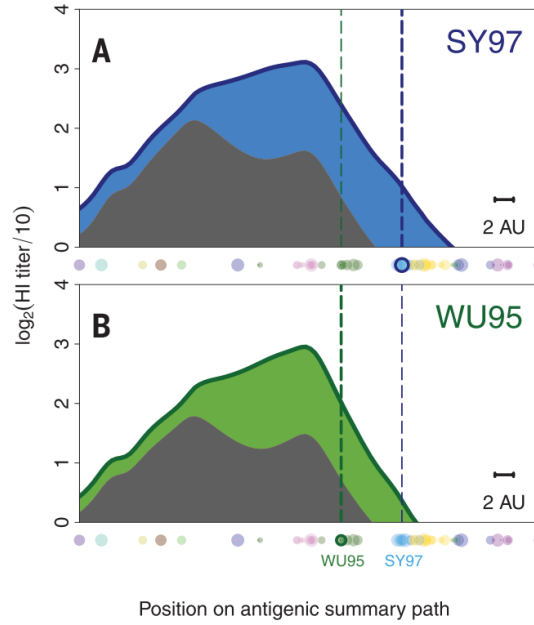 A
SY97
4
3
2
1
0
2 AU
log2(HI titer/10)
B
WU95
4
3
2
1
0
2 AU
WU95 SY97
Position on antigenic summary path